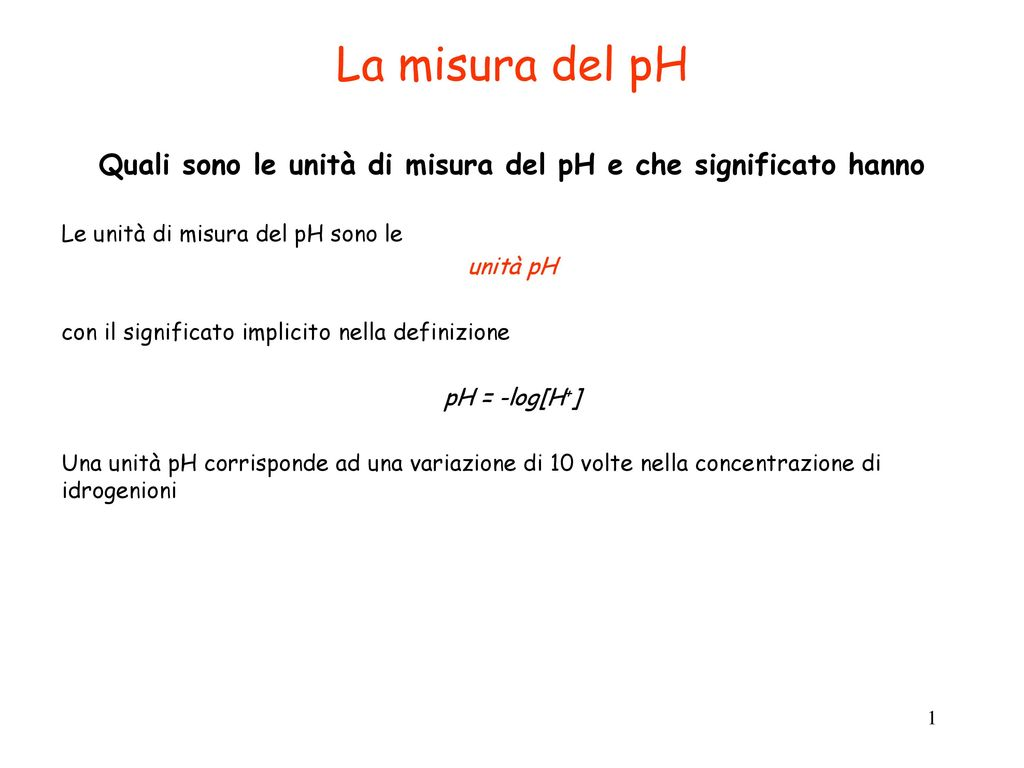 La misura del pH
Quali sono le unità di misura del pH e che significato hanno
Le unità di misura del pH sono le
unità pH
con il significato implicito nella definizione
pH = -log[H⁺]
Una unità pH corrisponde ad una variazione di 10 volte nella concentrazione di
idrogenioni
1